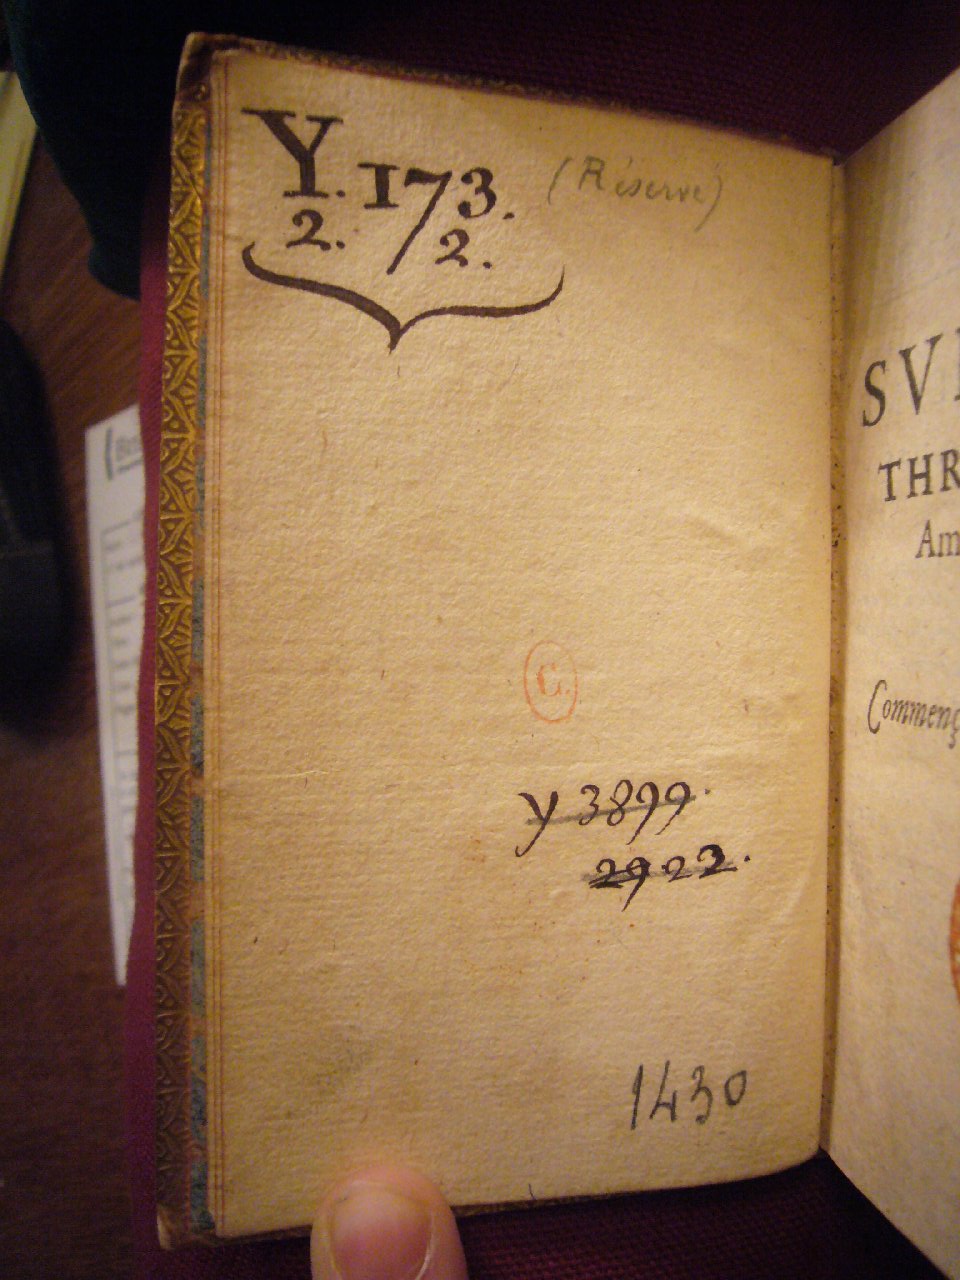 Y. 173. (Réserve)
2. 2.
C.
y 3899.
2922.
1430
SV
THR
Am
Commenç